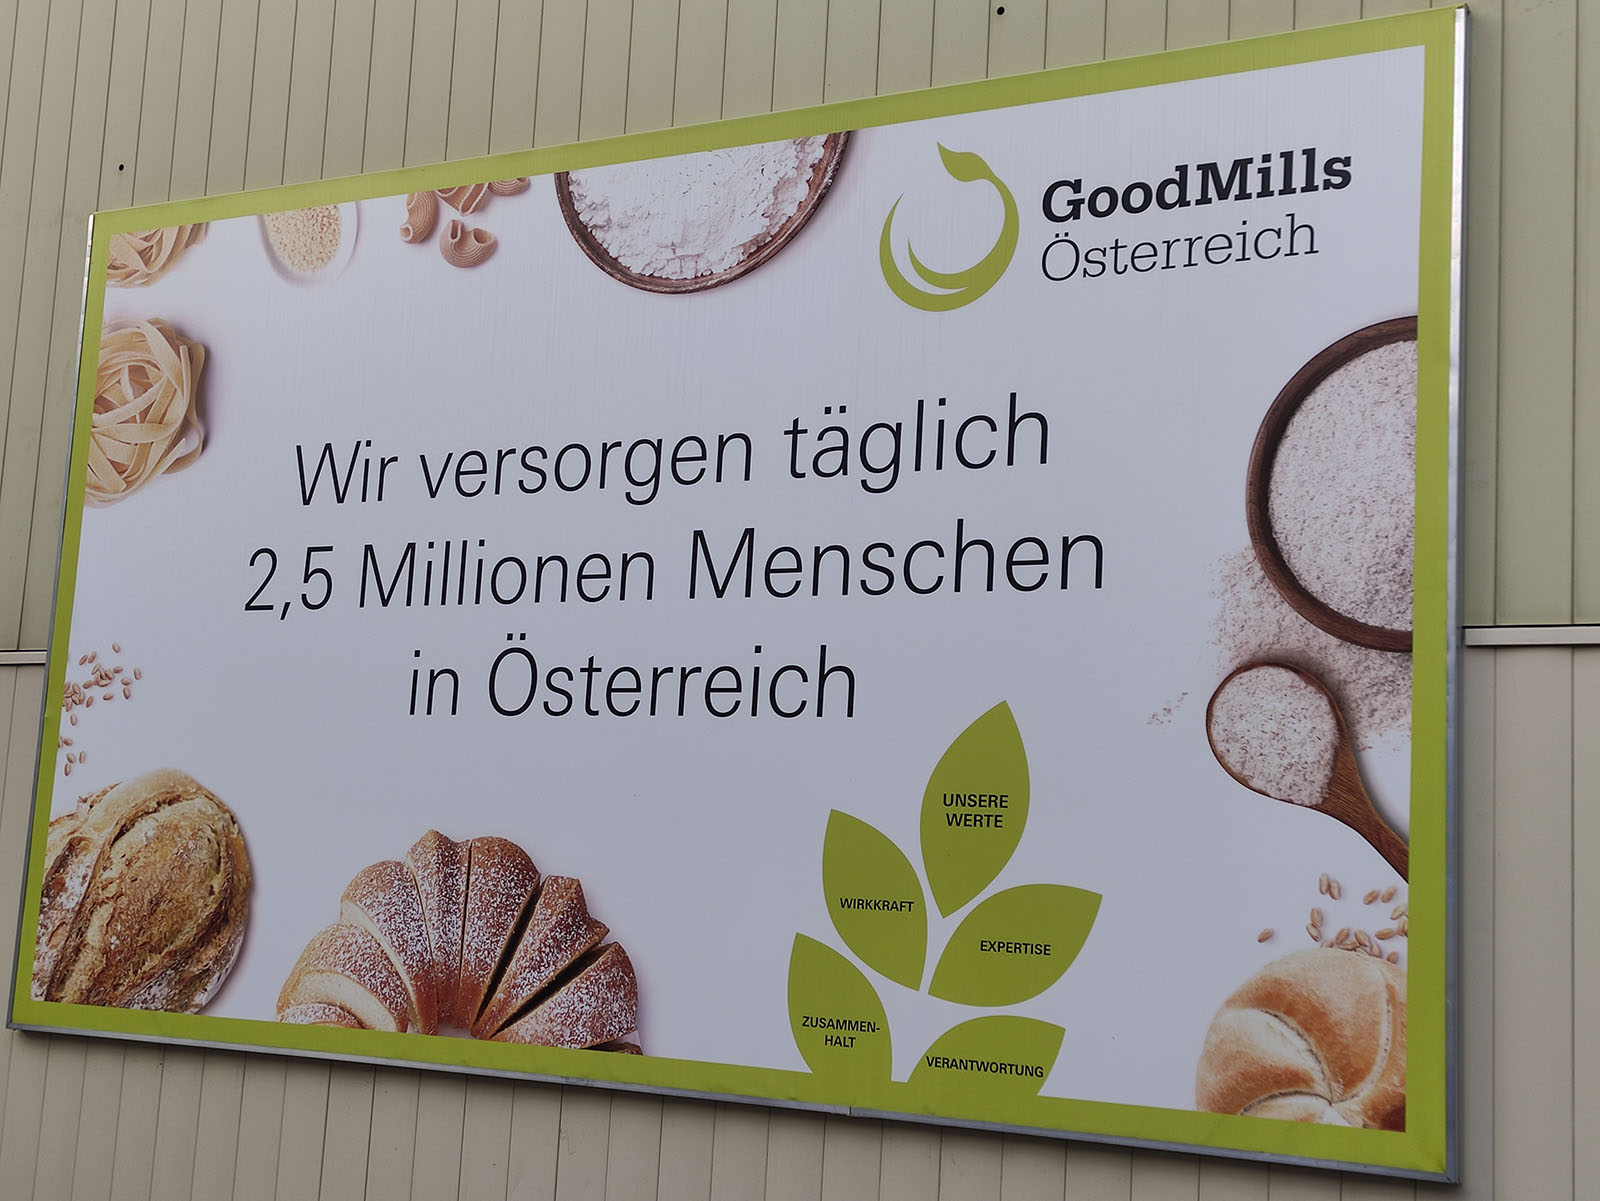 GoodMills
Österreich
Wir versorgen täglich
2,5 Millionen Menschen
in Österreich
UNSERE
WERTE
WIRKKRAFT
EXPERTISE
ZUSAMMEN-
HALT
VERANTWORTUNG